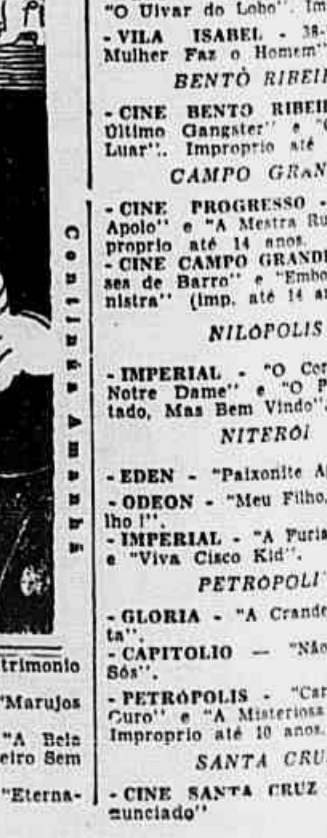 "O Uivar do Lobo". Im
- VILA ISABEL - 38-
Mulher Faz o Homem"
BENTO RIBEIR
- CINE BENTO RIBEIR
Ultimo Gangster" e "
Luar".. Improprio até
CAMPO GRAN
- CINE PROGRESSO -
Apolo" e "A Mestra Ru
proprio até 14 anos.
- CINE CAMPO GRANDE
sas de Barro" e "Embo
nistra" (imp. até 14 a
NILÓPOLIS
- IMPERIAL - "O Cor
Notre Dame" e "O P
tado, Mas Bem Vindo".
NITERÓI
- EDEN - "Paixonite A
- ODEON - "Meu Filho,
lho!".
- IMPERIAL - "A Furia
e "Viva Cisco Kid".
PETRÓPOLI
- GLORIA - "A Grande
ta".
- CAPITOLIO — "Não
Sós".
- PETRÓPOLIS - "Car
Ouro" e "A Misteriosa
Improprio até 10 anos.
SANTA CRU
- CINE SANTA CRUZ
nunciado"
Continúa Amanhã
trimonio
"Marujos
"A Bela
eiro Sem
"Eterna-